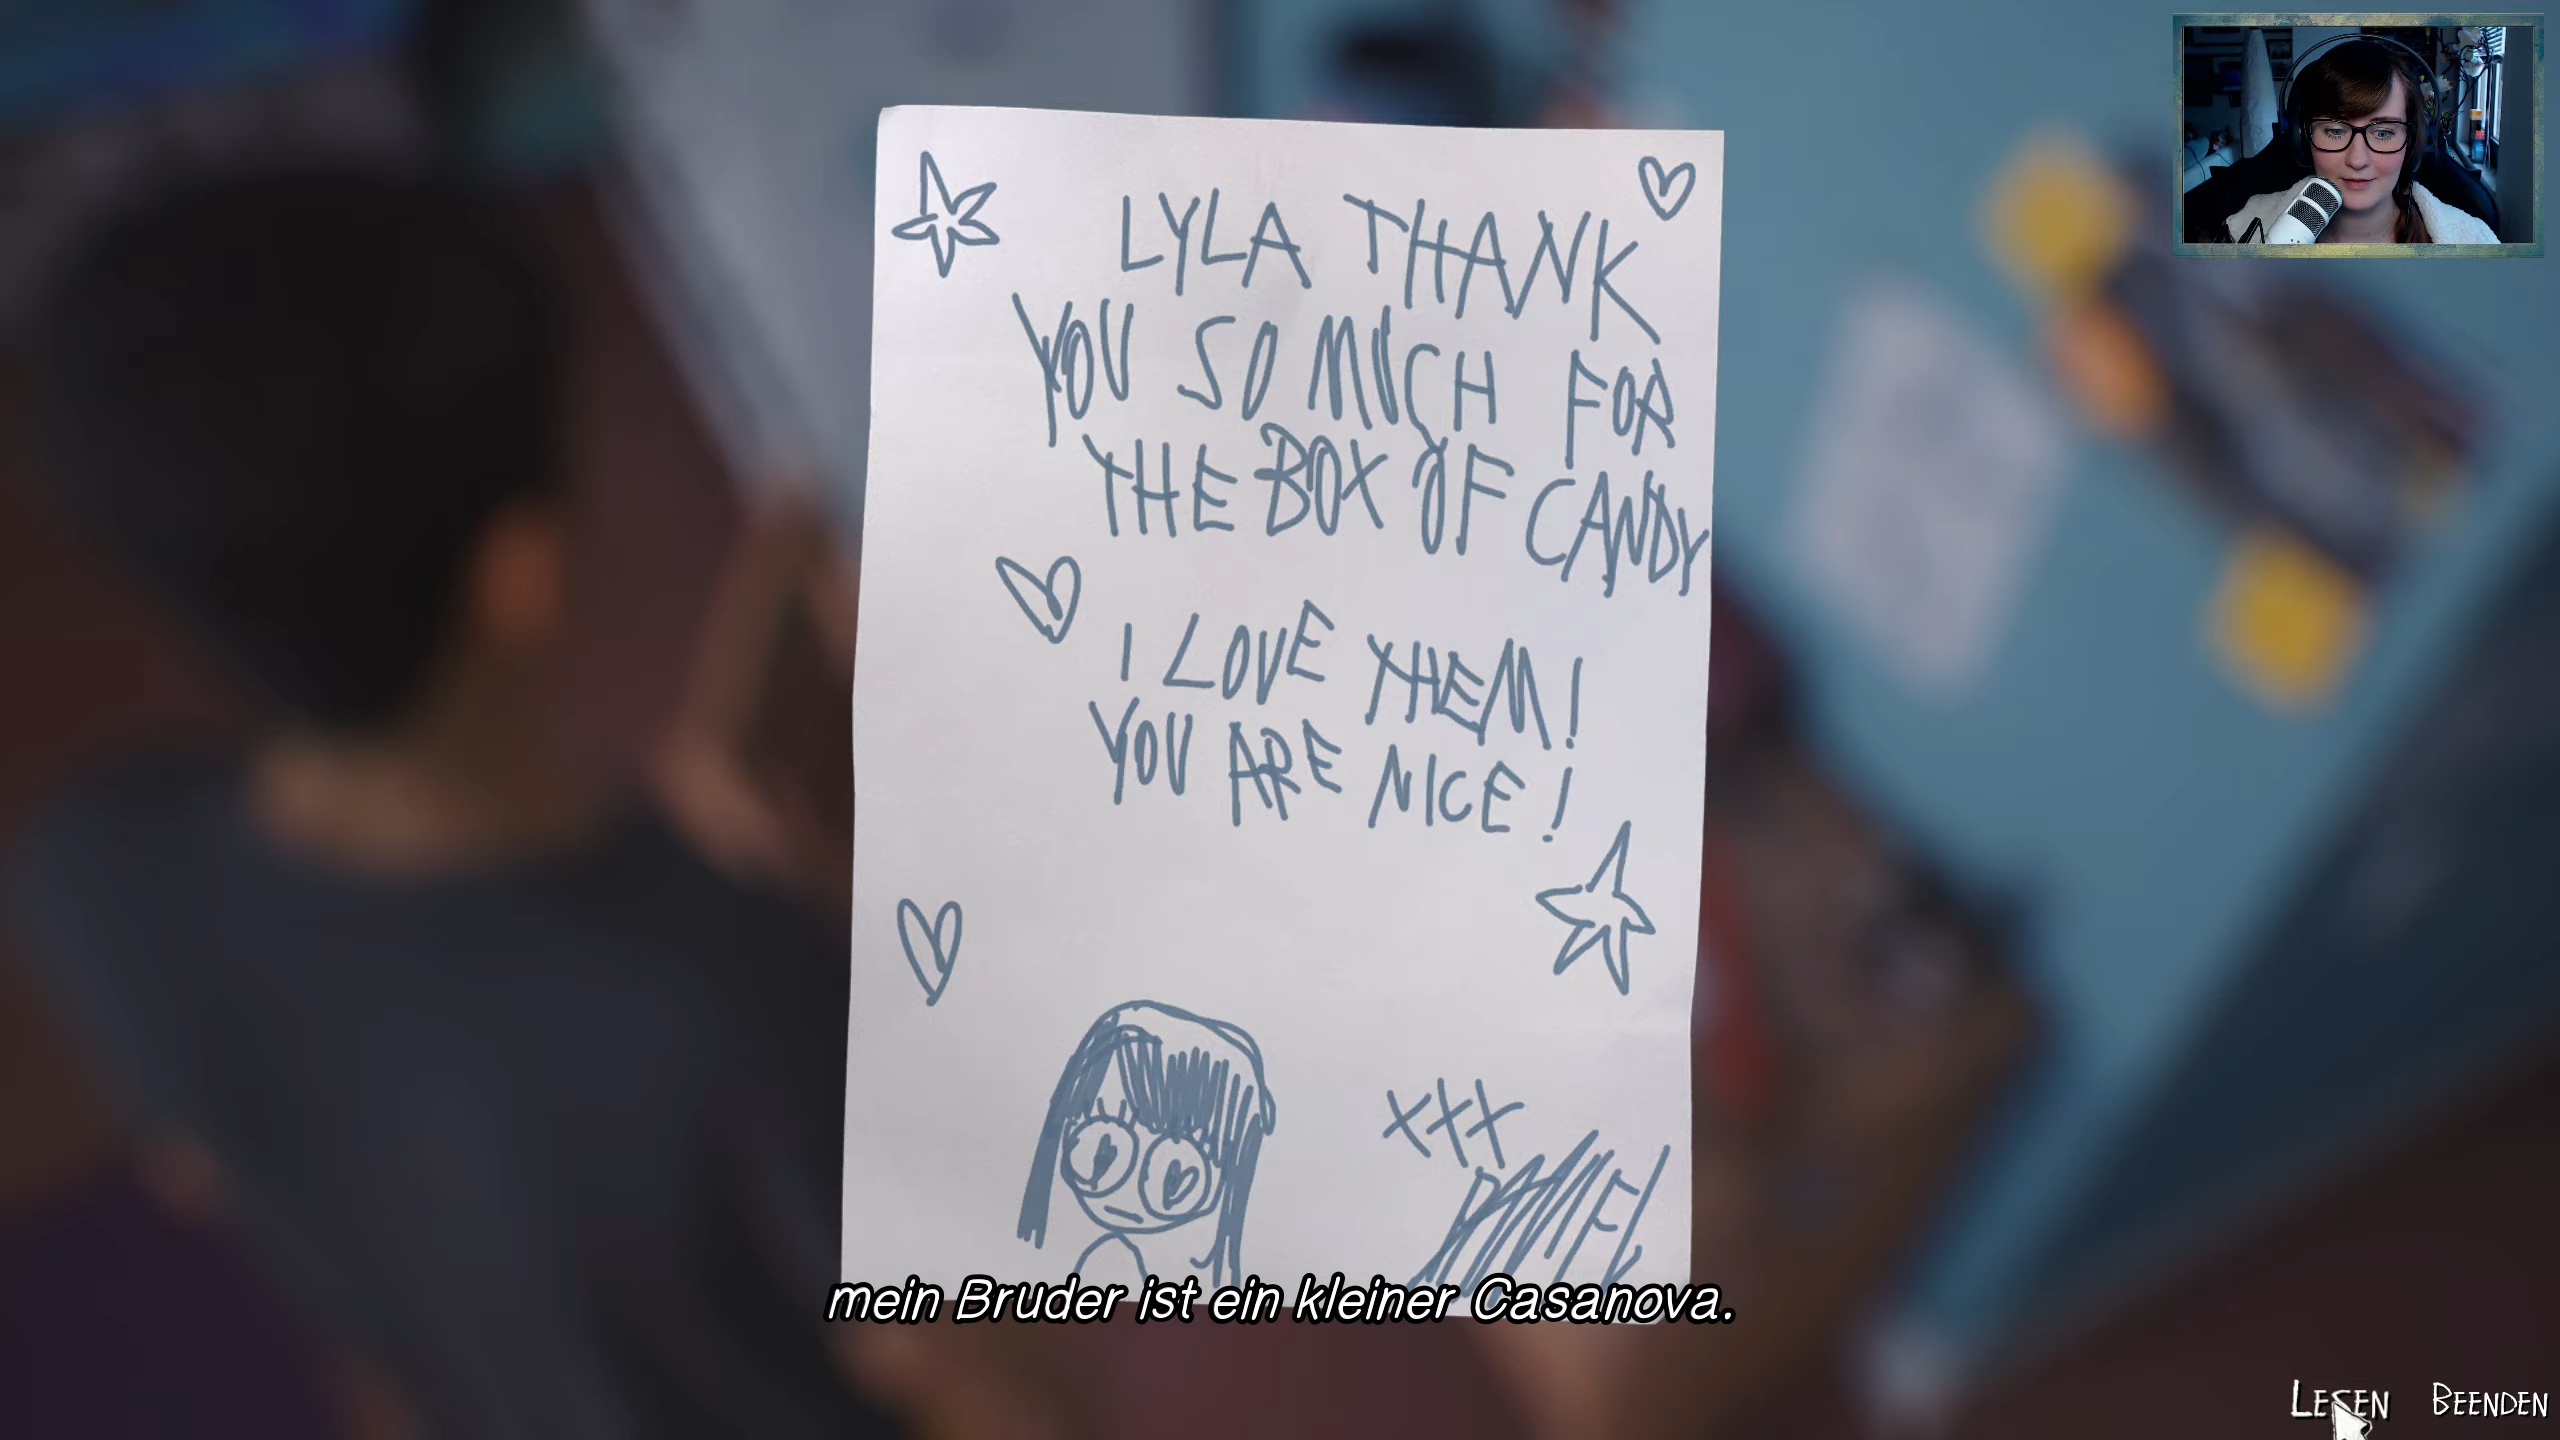 LYLA THANK
YOU SO MUCH FOR
THE BOX OF CANDY
I LOVE THEM!
YOU ARE NICE!
XXX
DANIEL
mein Bruder ist ein kleiner Casanova.
LESEN BEENDEN